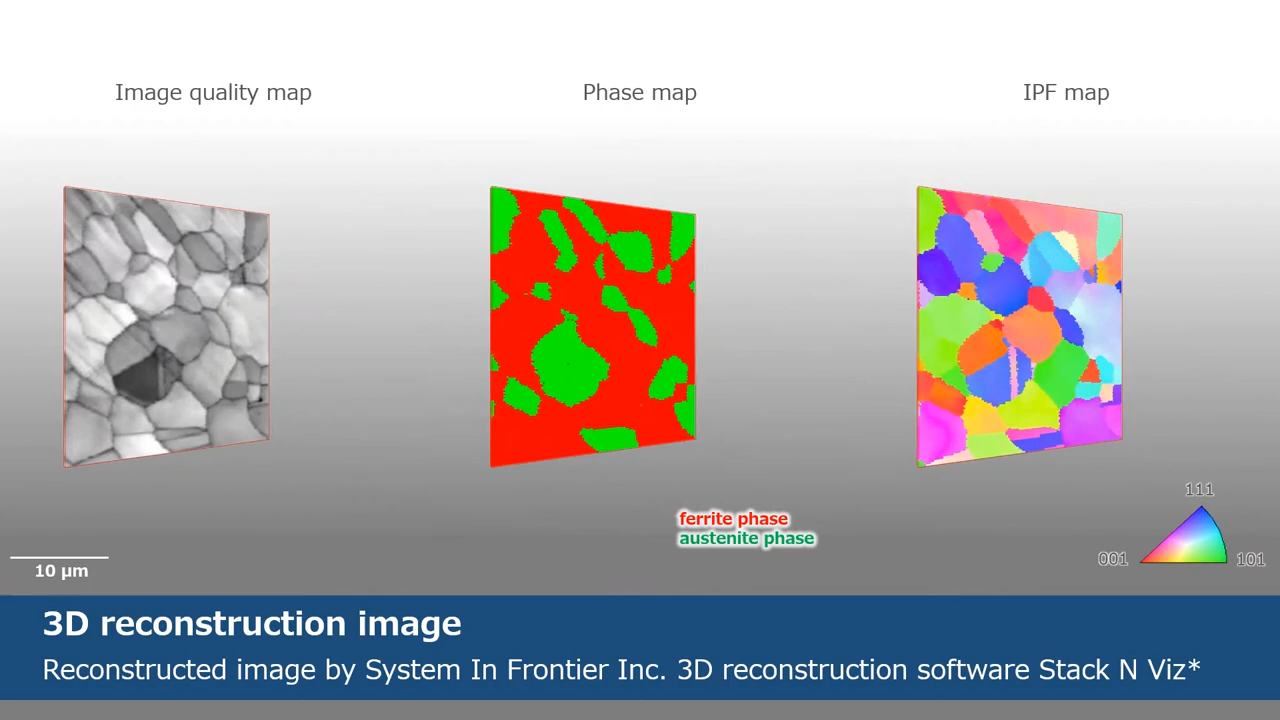 Image quality map
Phase map
IPF map
111
ferrite phase
austenite phase
001
101
10 μm
3D reconstruction image
Reconstructed image by System In Frontier Inc. 3D reconstruction software Stack N Viz*